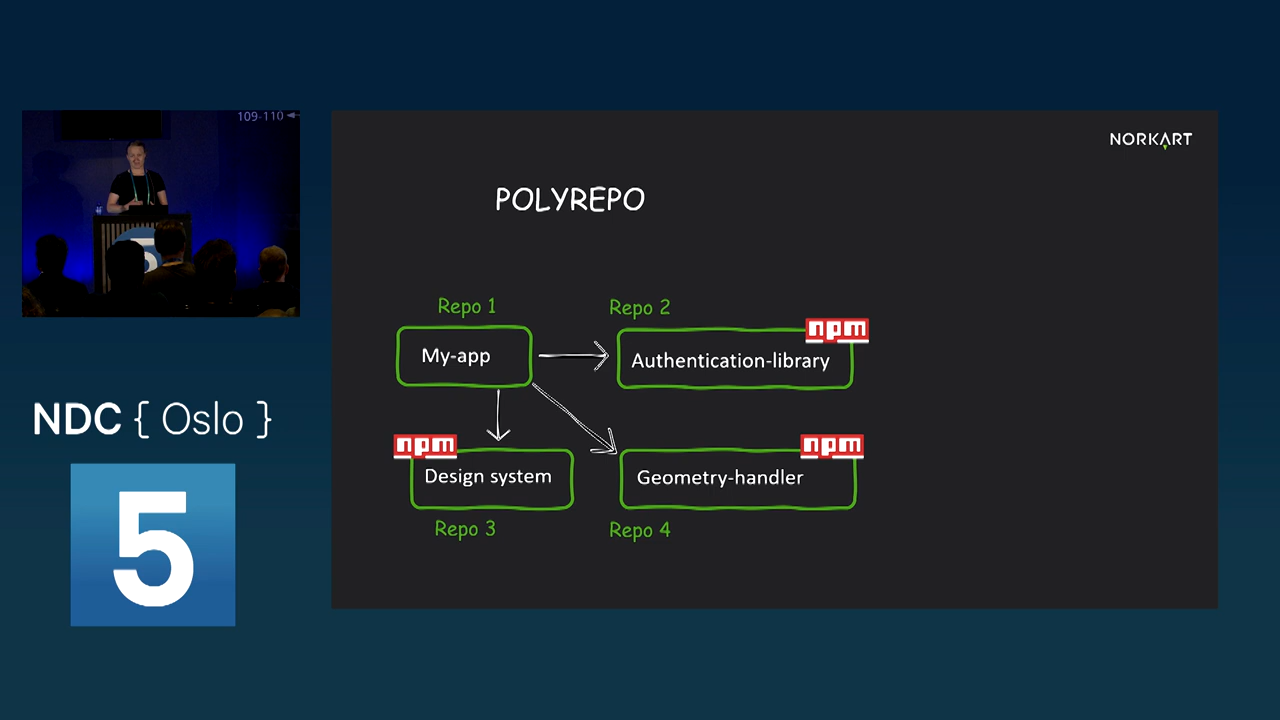 109-110
NORKART
POLYREPO
Repo 1
Repo 2
npm
My-app
Authentication-library
npm
npm
Design system
Geometry-handler
Repo 3
Repo 4
NDC { Oslo }
5
5